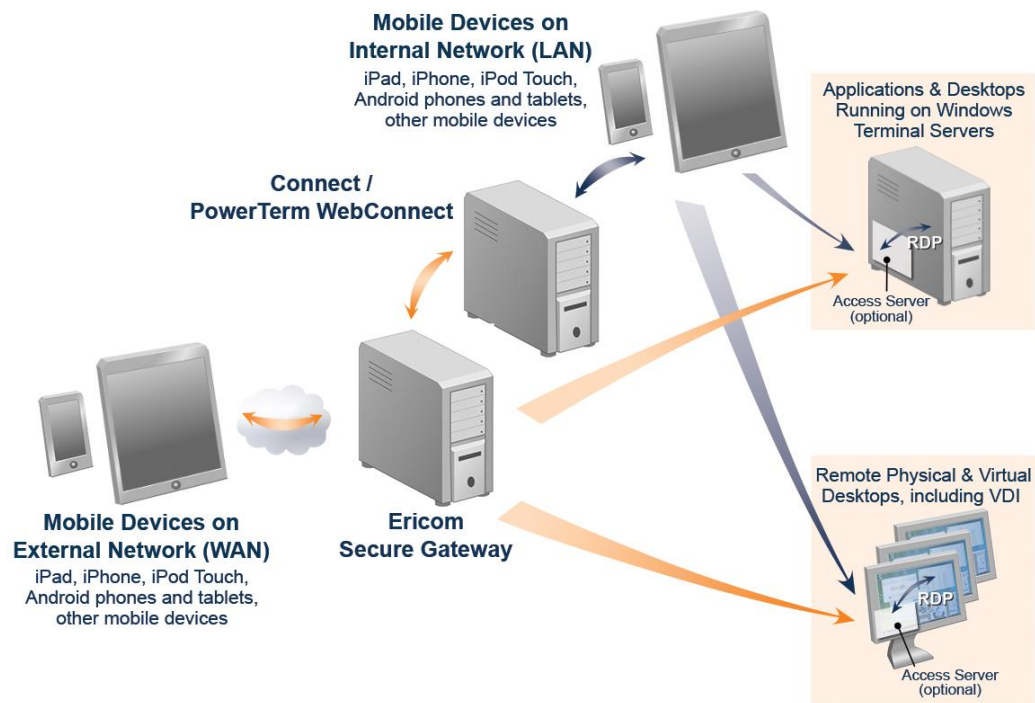 Mobile Devices on
Internal Network (LAN)
iPad, iPhone, iPod Touch,
Android phones and tablets,
other mobile devices
Applications & Desktops
Running on Windows
Terminal Servers
RDP
Access Server
(optional)
Connect /
PowerTerm WebConnect
Mobile Devices on
External Network (WAN)
iPad, iPhone, iPod Touch,
Android phones and tablets,
other mobile devices
Ericom
Secure Gateway
Remote Physical & Virtual
Desktops, including VDI
RDP
Access Server
(optional)